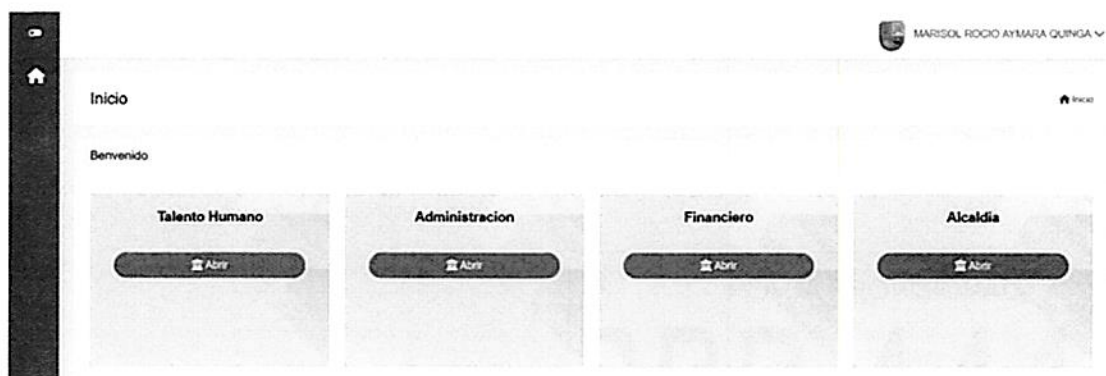 MARISOL ROCIO AYMARA QUINGA
Inicio
Inicio
Benvenido
Talento Humano
Administracion
Financiero
Alcaldia
Abrir
Abrir
Abrir
Abrir